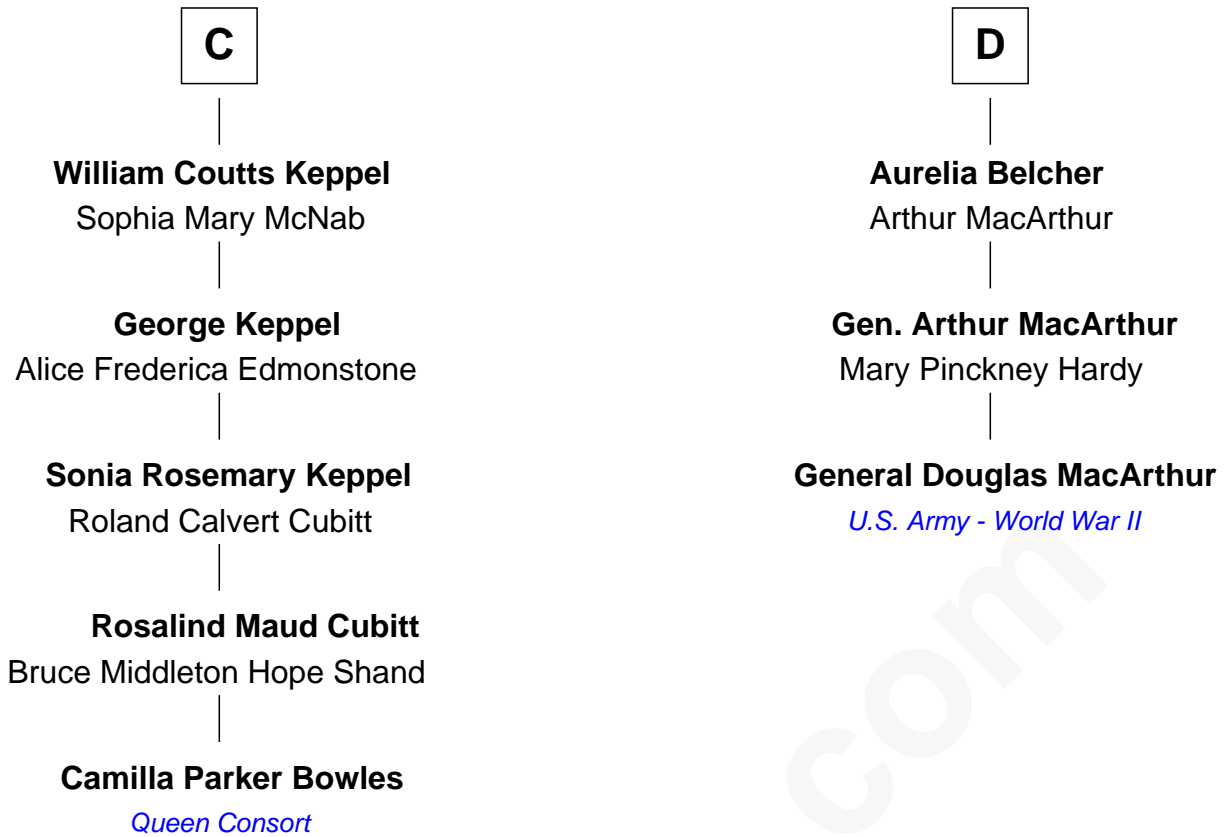 C
William Coutts Keppel
Sophia Mary McNab
George Keppel
Alice Frederica Edmonstone
Sonia Rosemary Keppel
Roland Calvert Cubitt
Rosalind Maud Cubitt
Bruce Middleton Hope Shand
Camilla Parker Bowles
Queen Consort
D
Aurelia Belcher
Arthur MacArthur
Gen. Arthur MacArthur
Mary Pinckney Hardy
General Douglas MacArthur
U.S. Army - World War II
com